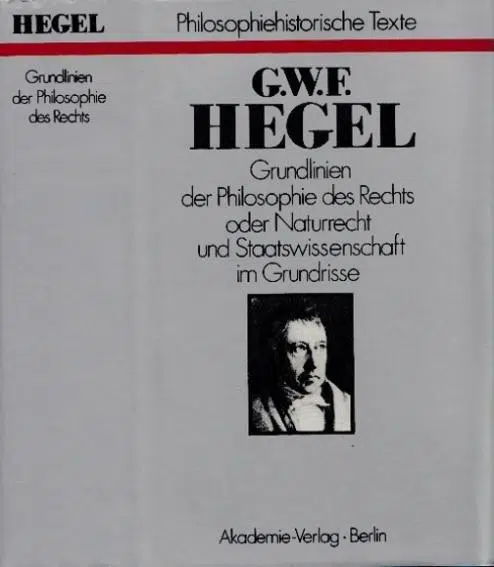 HEGEL
Grundlinien
der Philosophie
des Rechts
Philosophiehistorische Texte
G.W.F.
HEGEL
Grundlinien
der Philosophie des Rechts
oder Naturrecht
und Staatswissenschaft
im Grundrisse
Akademie-Verlag · Berlin